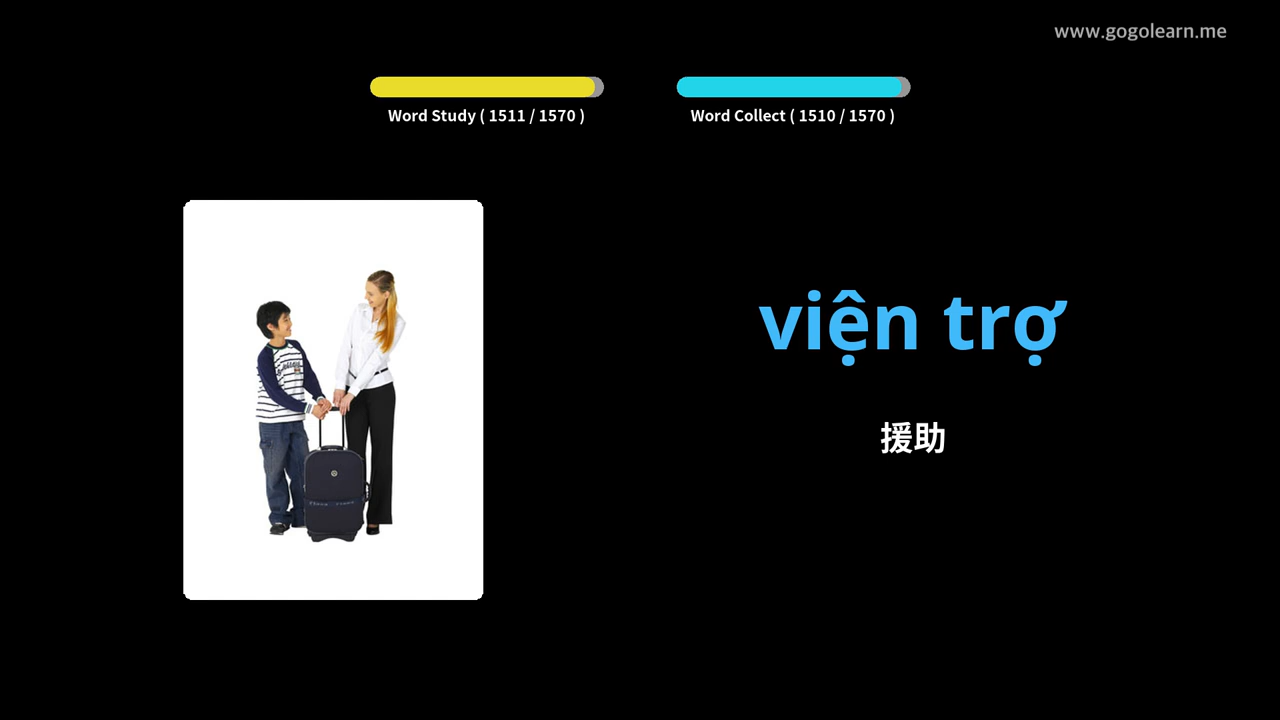 www.gogolearn.me
Word Study ( 1511 / 1570 )
Word Collect ( 1510 / 1570 )
viện trợ
援助